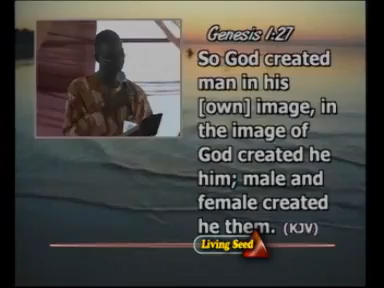 Genesis 1:27
So God created
man in his
[own] image, in
the image of
God created he
him; male and
female created
he them. (KJV)
Living Seed